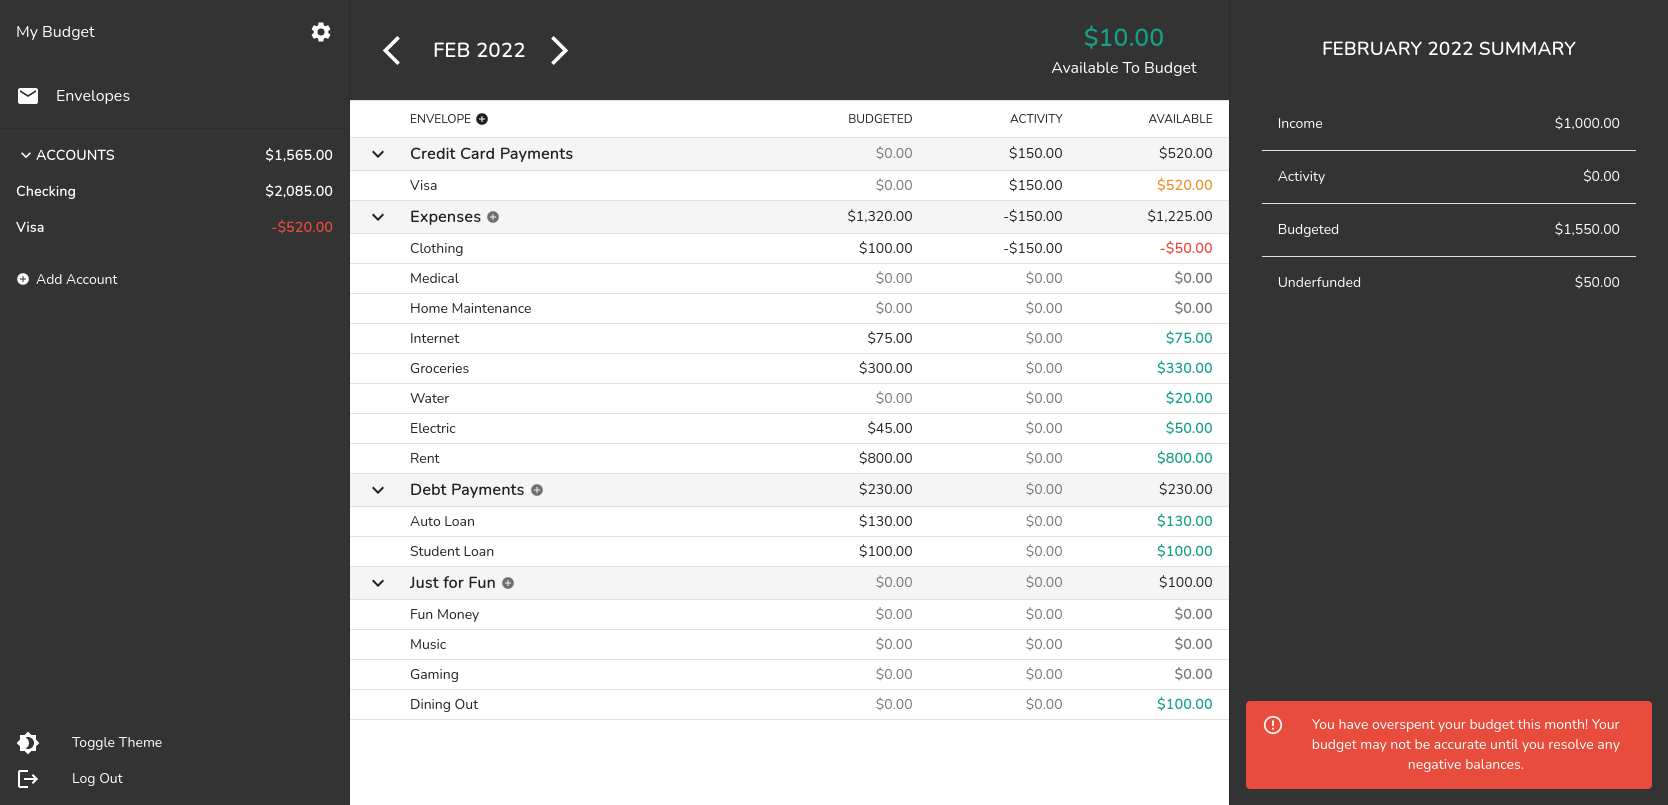 My Budget
Envelopes
ACCOUNTS $1,565.00
Checking $2,085.00
Visa -$520.00
Add Account
Toggle Theme
Log Out
FEB 2022
$10.00
Available To Budget
ENVELOPE BUDGETED ACTIVITY AVAILABLE
Credit Card Payments $0.00 $150.00 $520.00
Visa $0.00 $150.00 $520.00
Expenses $1,320.00 -$150.00 $1,225.00
Clothing $100.00 -$150.00 -$50.00
Medical $0.00 $0.00 $0.00
Home Maintenance $0.00 $0.00 $0.00
Internet $75.00 $0.00 $75.00
Groceries $300.00 $0.00 $330.00
Water $0.00 $0.00 $20.00
Electric $45.00 $0.00 $50.00
Rent $800.00 $0.00 $800.00
Debt Payments $230.00 $0.00 $230.00
Auto Loan $130.00 $0.00 $130.00
Student Loan $100.00 $0.00 $100.00
Just for Fun $0.00 $0.00 $100.00
Fun Money $0.00 $0.00 $0.00
Music $0.00 $0.00 $0.00
Gaming $0.00 $0.00 $0.00
Dining Out $0.00 $0.00 $100.00
FEBRUARY 2022 SUMMARY
Income $1,000.00
Activity $0.00
Budgeted $1,550.00
Underfunded $50.00
You have overspent your budget this month! Your
budget may not be accurate until you resolve any
negative balances.